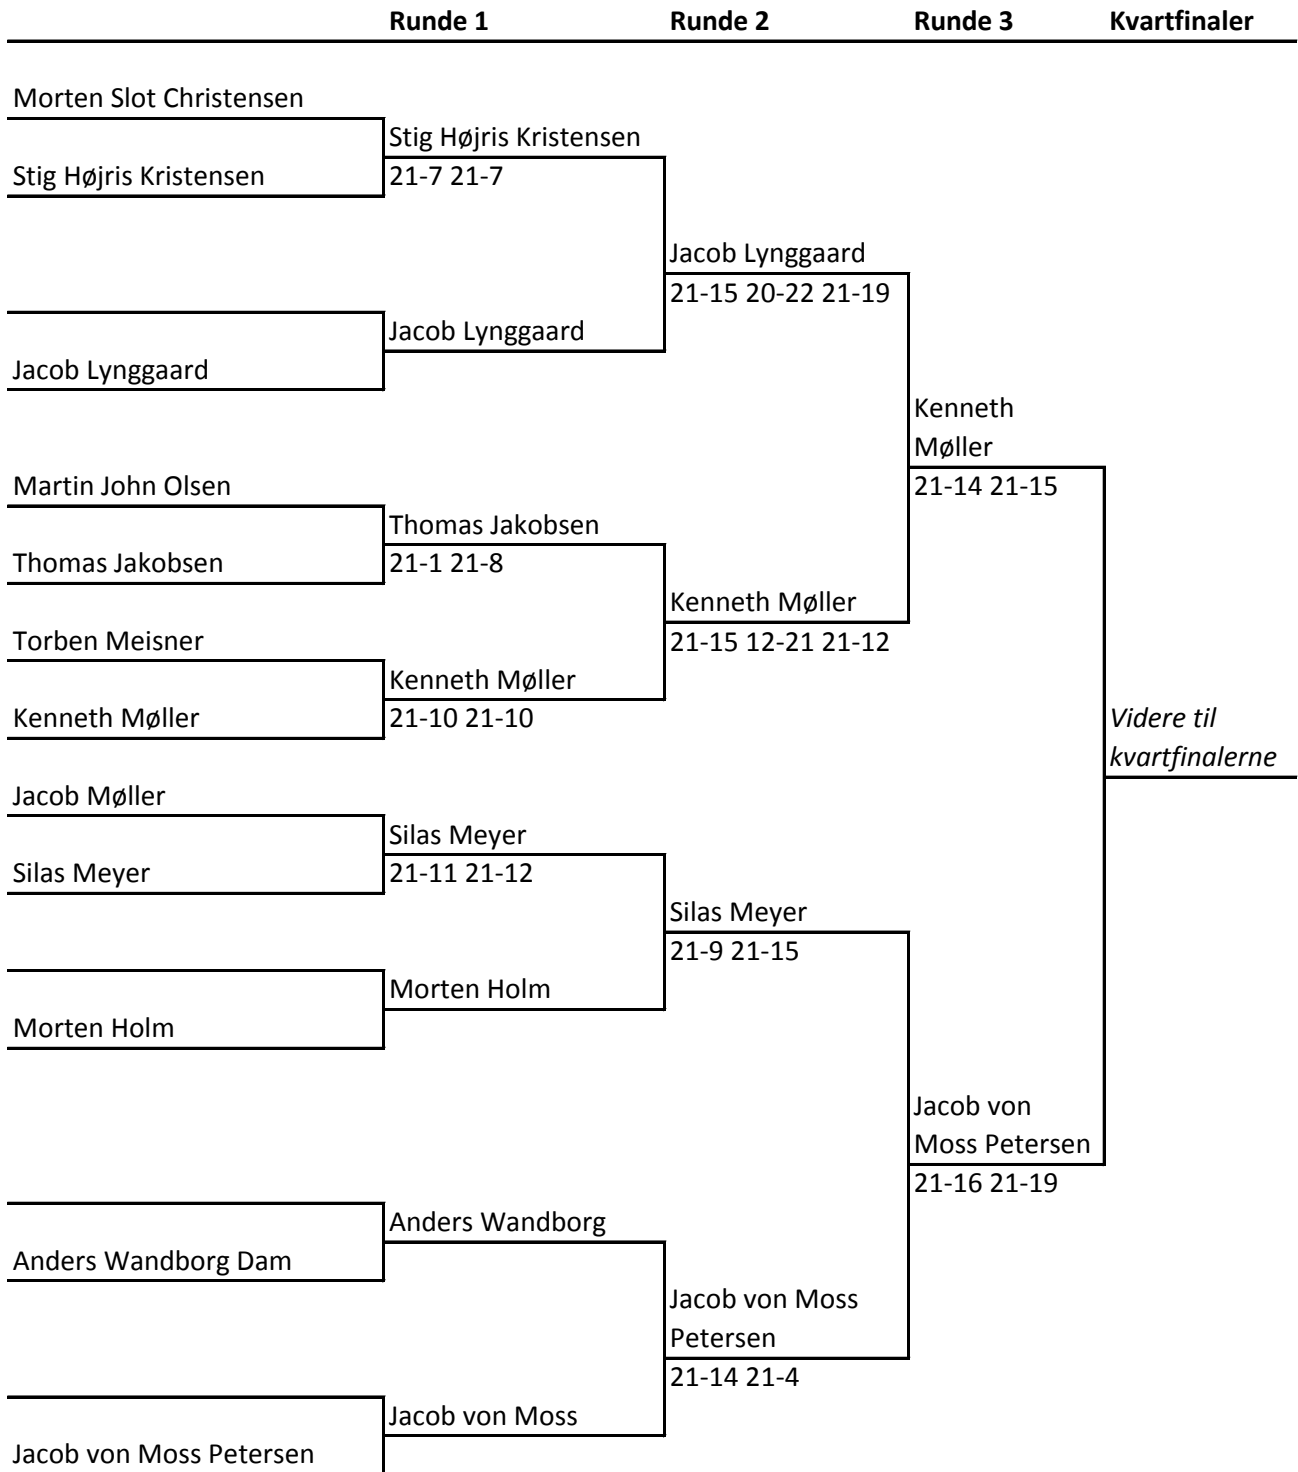 Runde 1 Runde 2 Runde 3 Kvartfinaler
Morten Slot Christensen
Stig Højris Kristensen
Stig Højris Kristensen 21-7 21-7
Jacob Lynggaard
21-15 20-22 21-19
Jacob Lynggaard
Jacob Lynggaard
Kenneth
Møller
Martin John Olsen 21-14 21-15
Thomas Jakobsen
Thomas Jakobsen 21-1 21-8
Kenneth Møller
Torben Meisner 21-15 12-21 21-12
Kenneth Møller
Kenneth Møller 21-10 21-10 Videre til
kvartfinalerne
Jacob Møller
Silas Meyer
Silas Meyer 21-11 21-12
Silas Meyer
21-9 21-15
Morten Holm
Morten Holm
Jacob von
Moss Petersen
21-16 21-19
Anders Wandborg
Anders Wandborg Dam
Jacob von Moss
Petersen
21-14 21-4
Jacob von Moss
Jacob von Moss Petersen